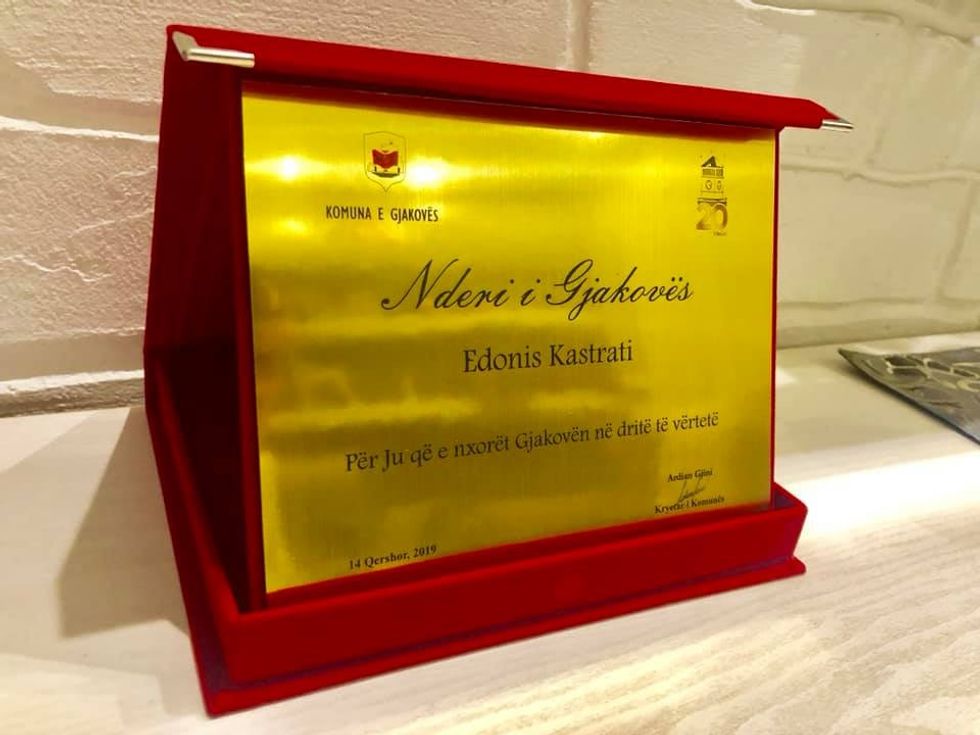 KOMUNA E GJAKOVËS
20
Nderi i Gjakovës
Edonis Kastrati
Për Ju që e nxorët Gjakovën në dritë të vërtetë
Ardian Gjini
Kryetar i Komunës
14 Qershor, 2019